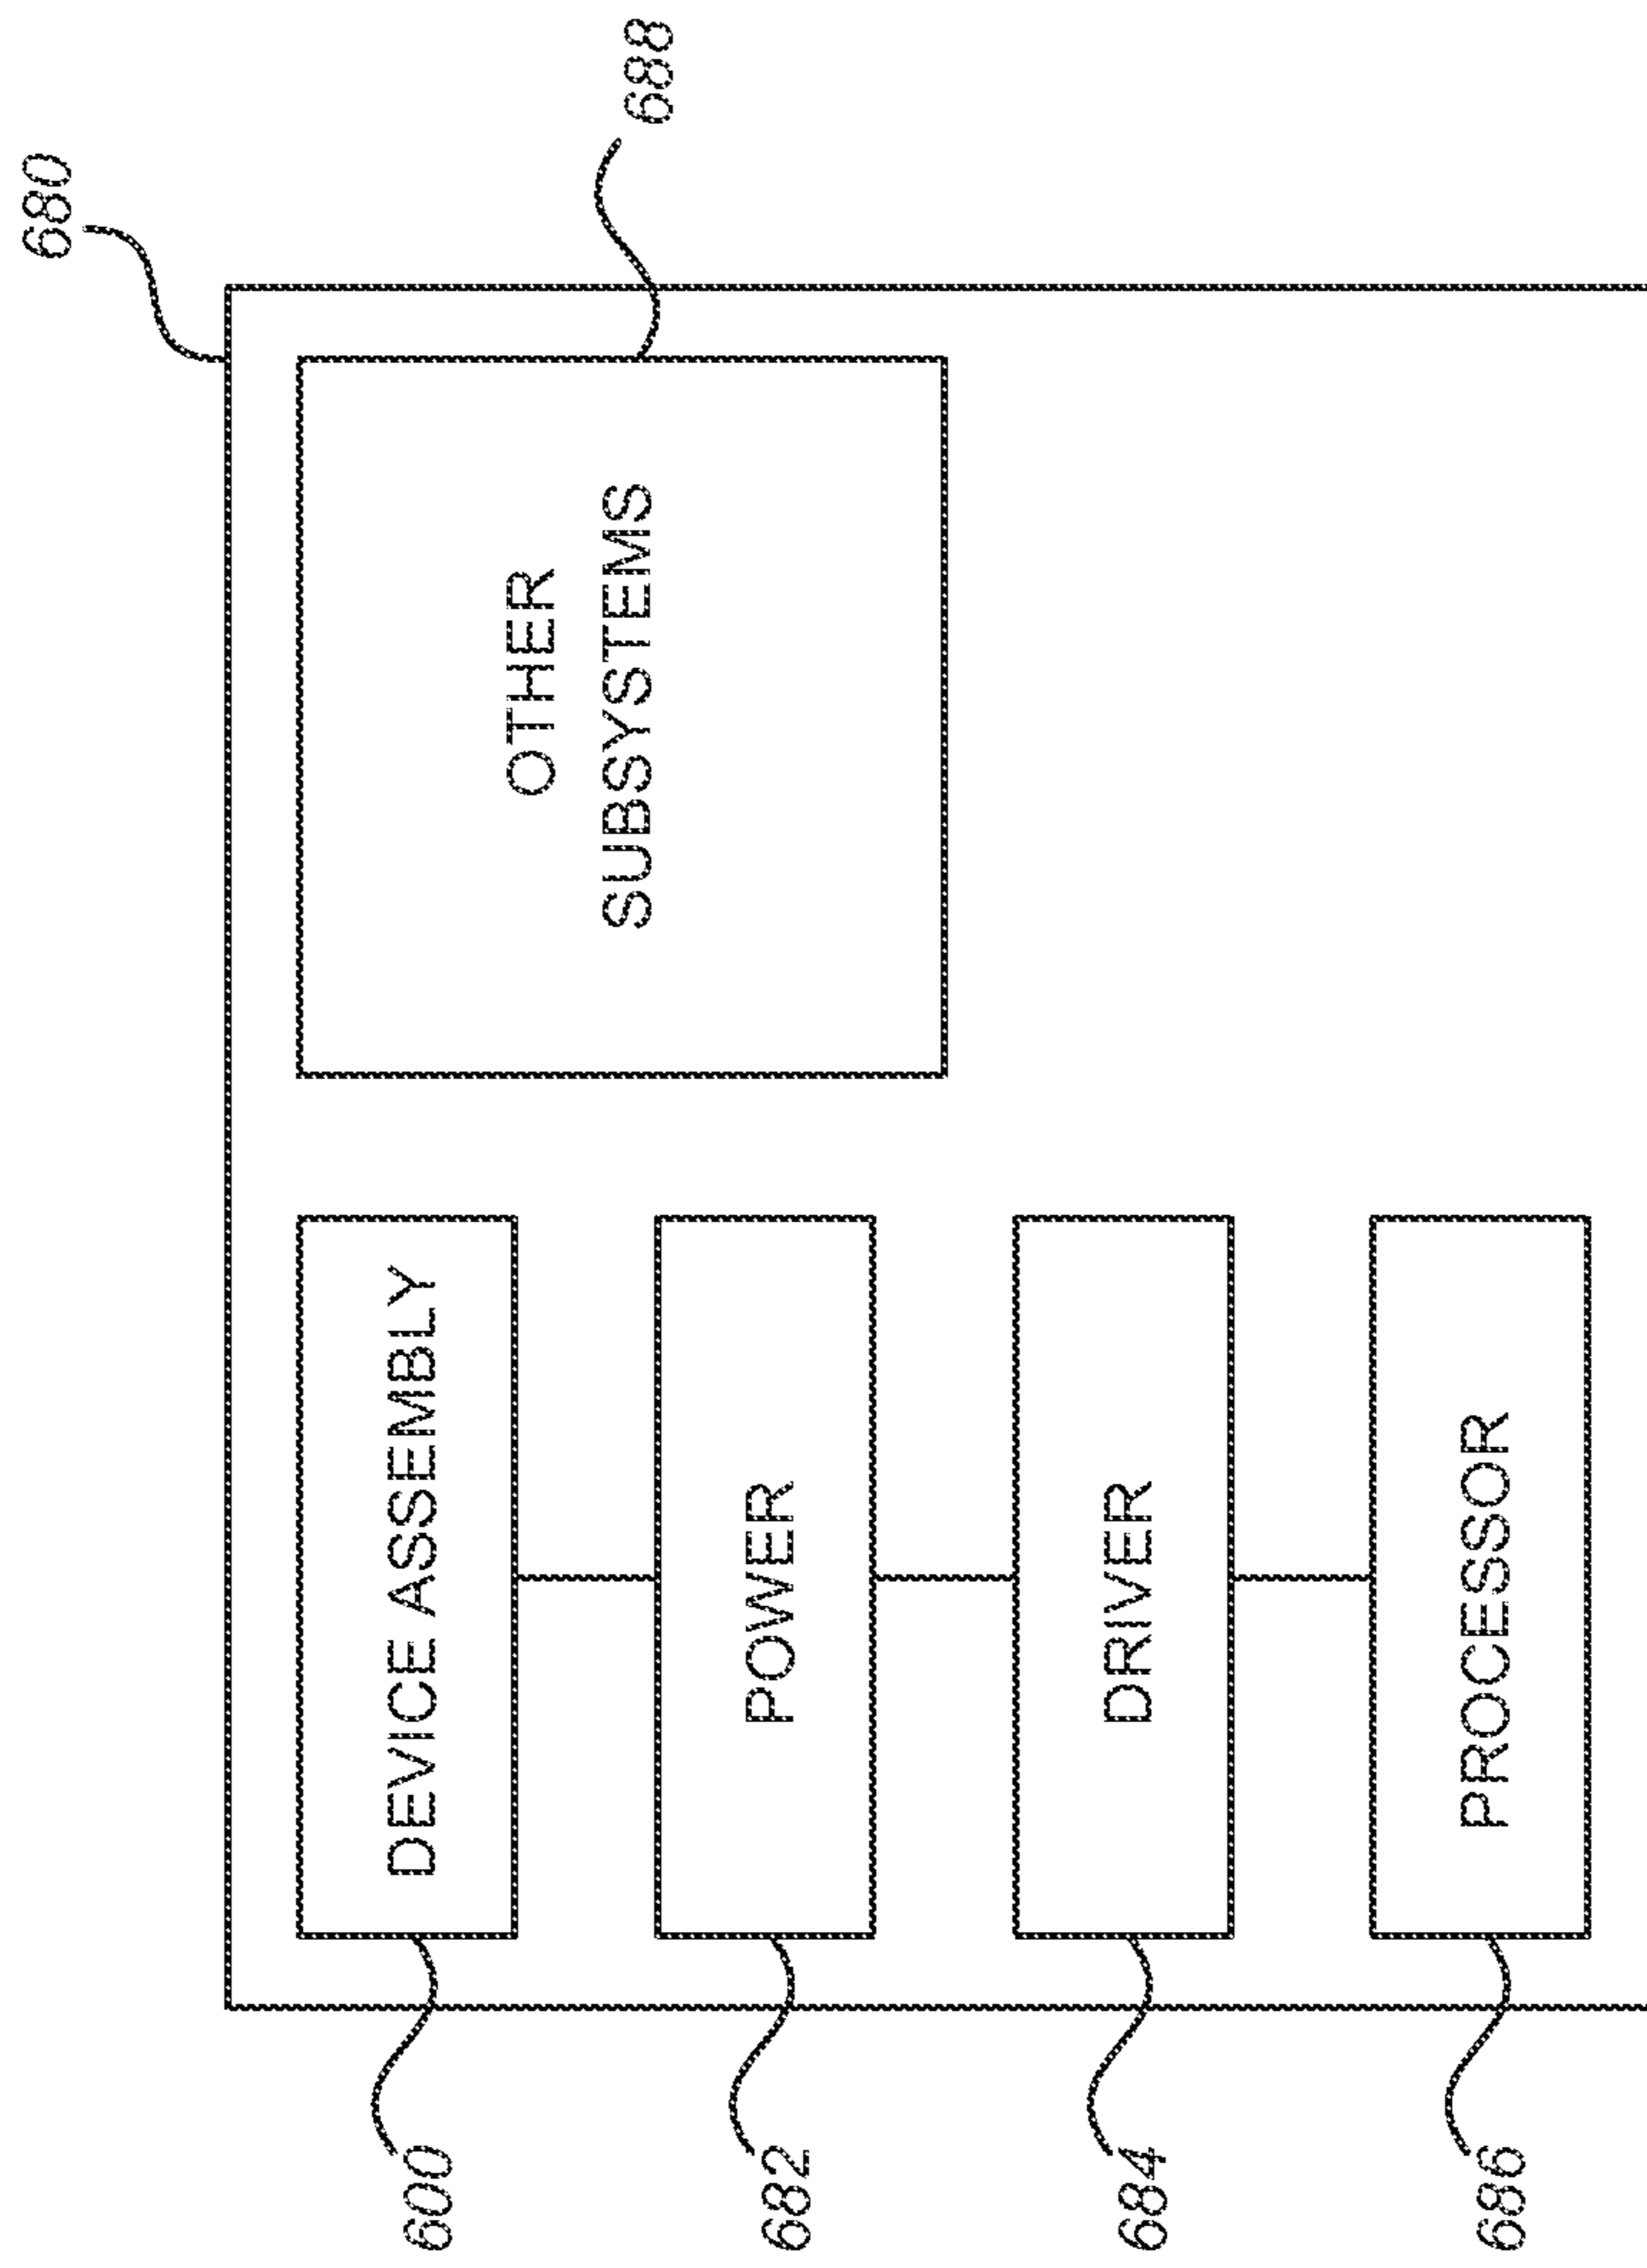 680
688
OTHER
SUBSYSTEMS
600
DEVICE ASSEMBLY
682
POWER
684
DRIVER
686
PROCESSOR